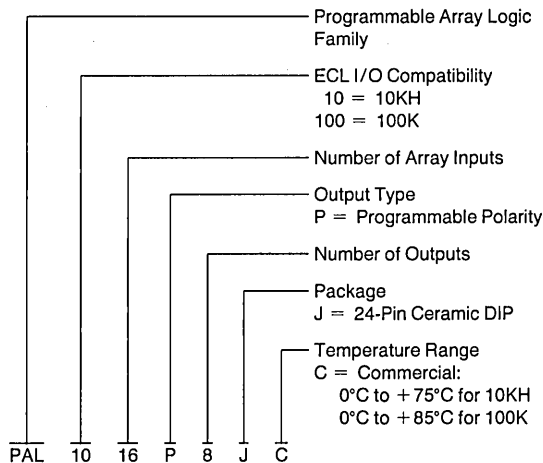 Programmable Array Logic
Family
ECL I/O Compatibility
10 = 10KH
100 = 100K
Number of Array Inputs
Output Type
P = Programmable Polarity
Number of Outputs
Package
J = 24-Pin Ceramic DIP
Temperature Range
C = Commercial:
0°C to +75°C for 10KH
0°C to +85°C for 100K
PAL 10 16 P 8 J C